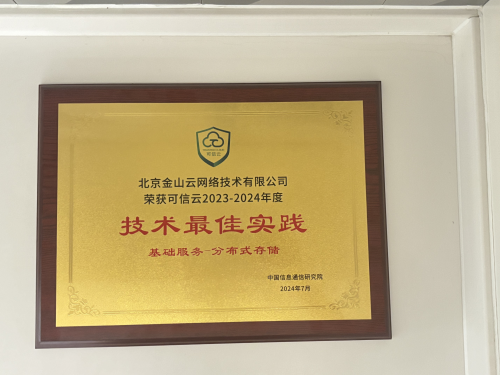 可信云
北京金山云网络技术有限公司
荣获可信云2023-2024年度
技术最佳实践
基础服务-分布式存储
中国信息通信研究院
2024年7月